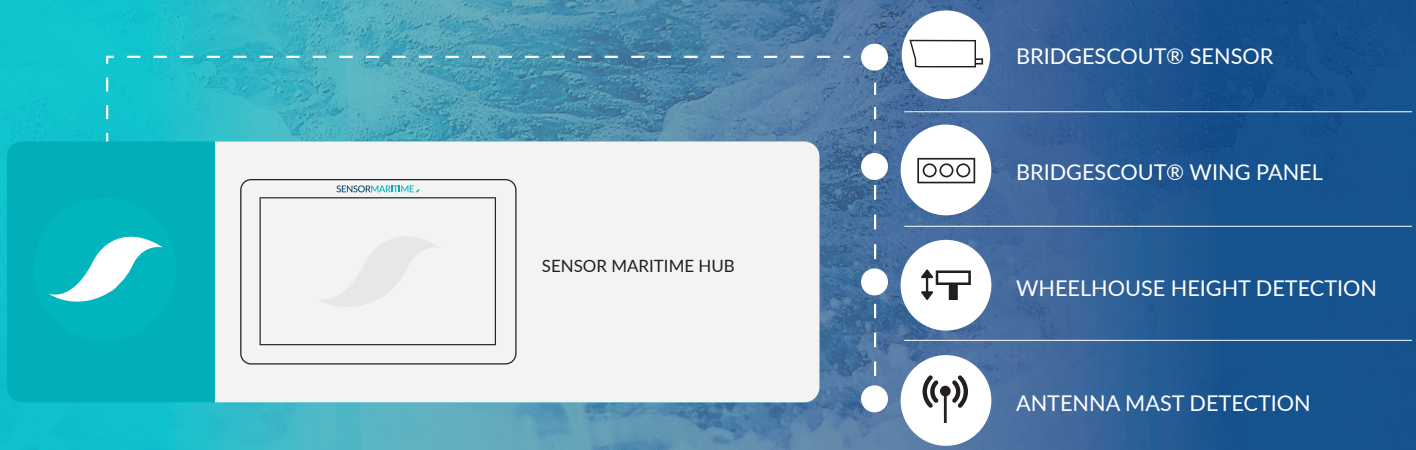 SENSORMARITIME
SENSOR MARITIME HUB
BRIDGESCOUT® SENSOR
BRIDGESCOUT® WING PANEL
WHEELHOUSE HEIGHT DETECTION
ANTENNA MAST DETECTION